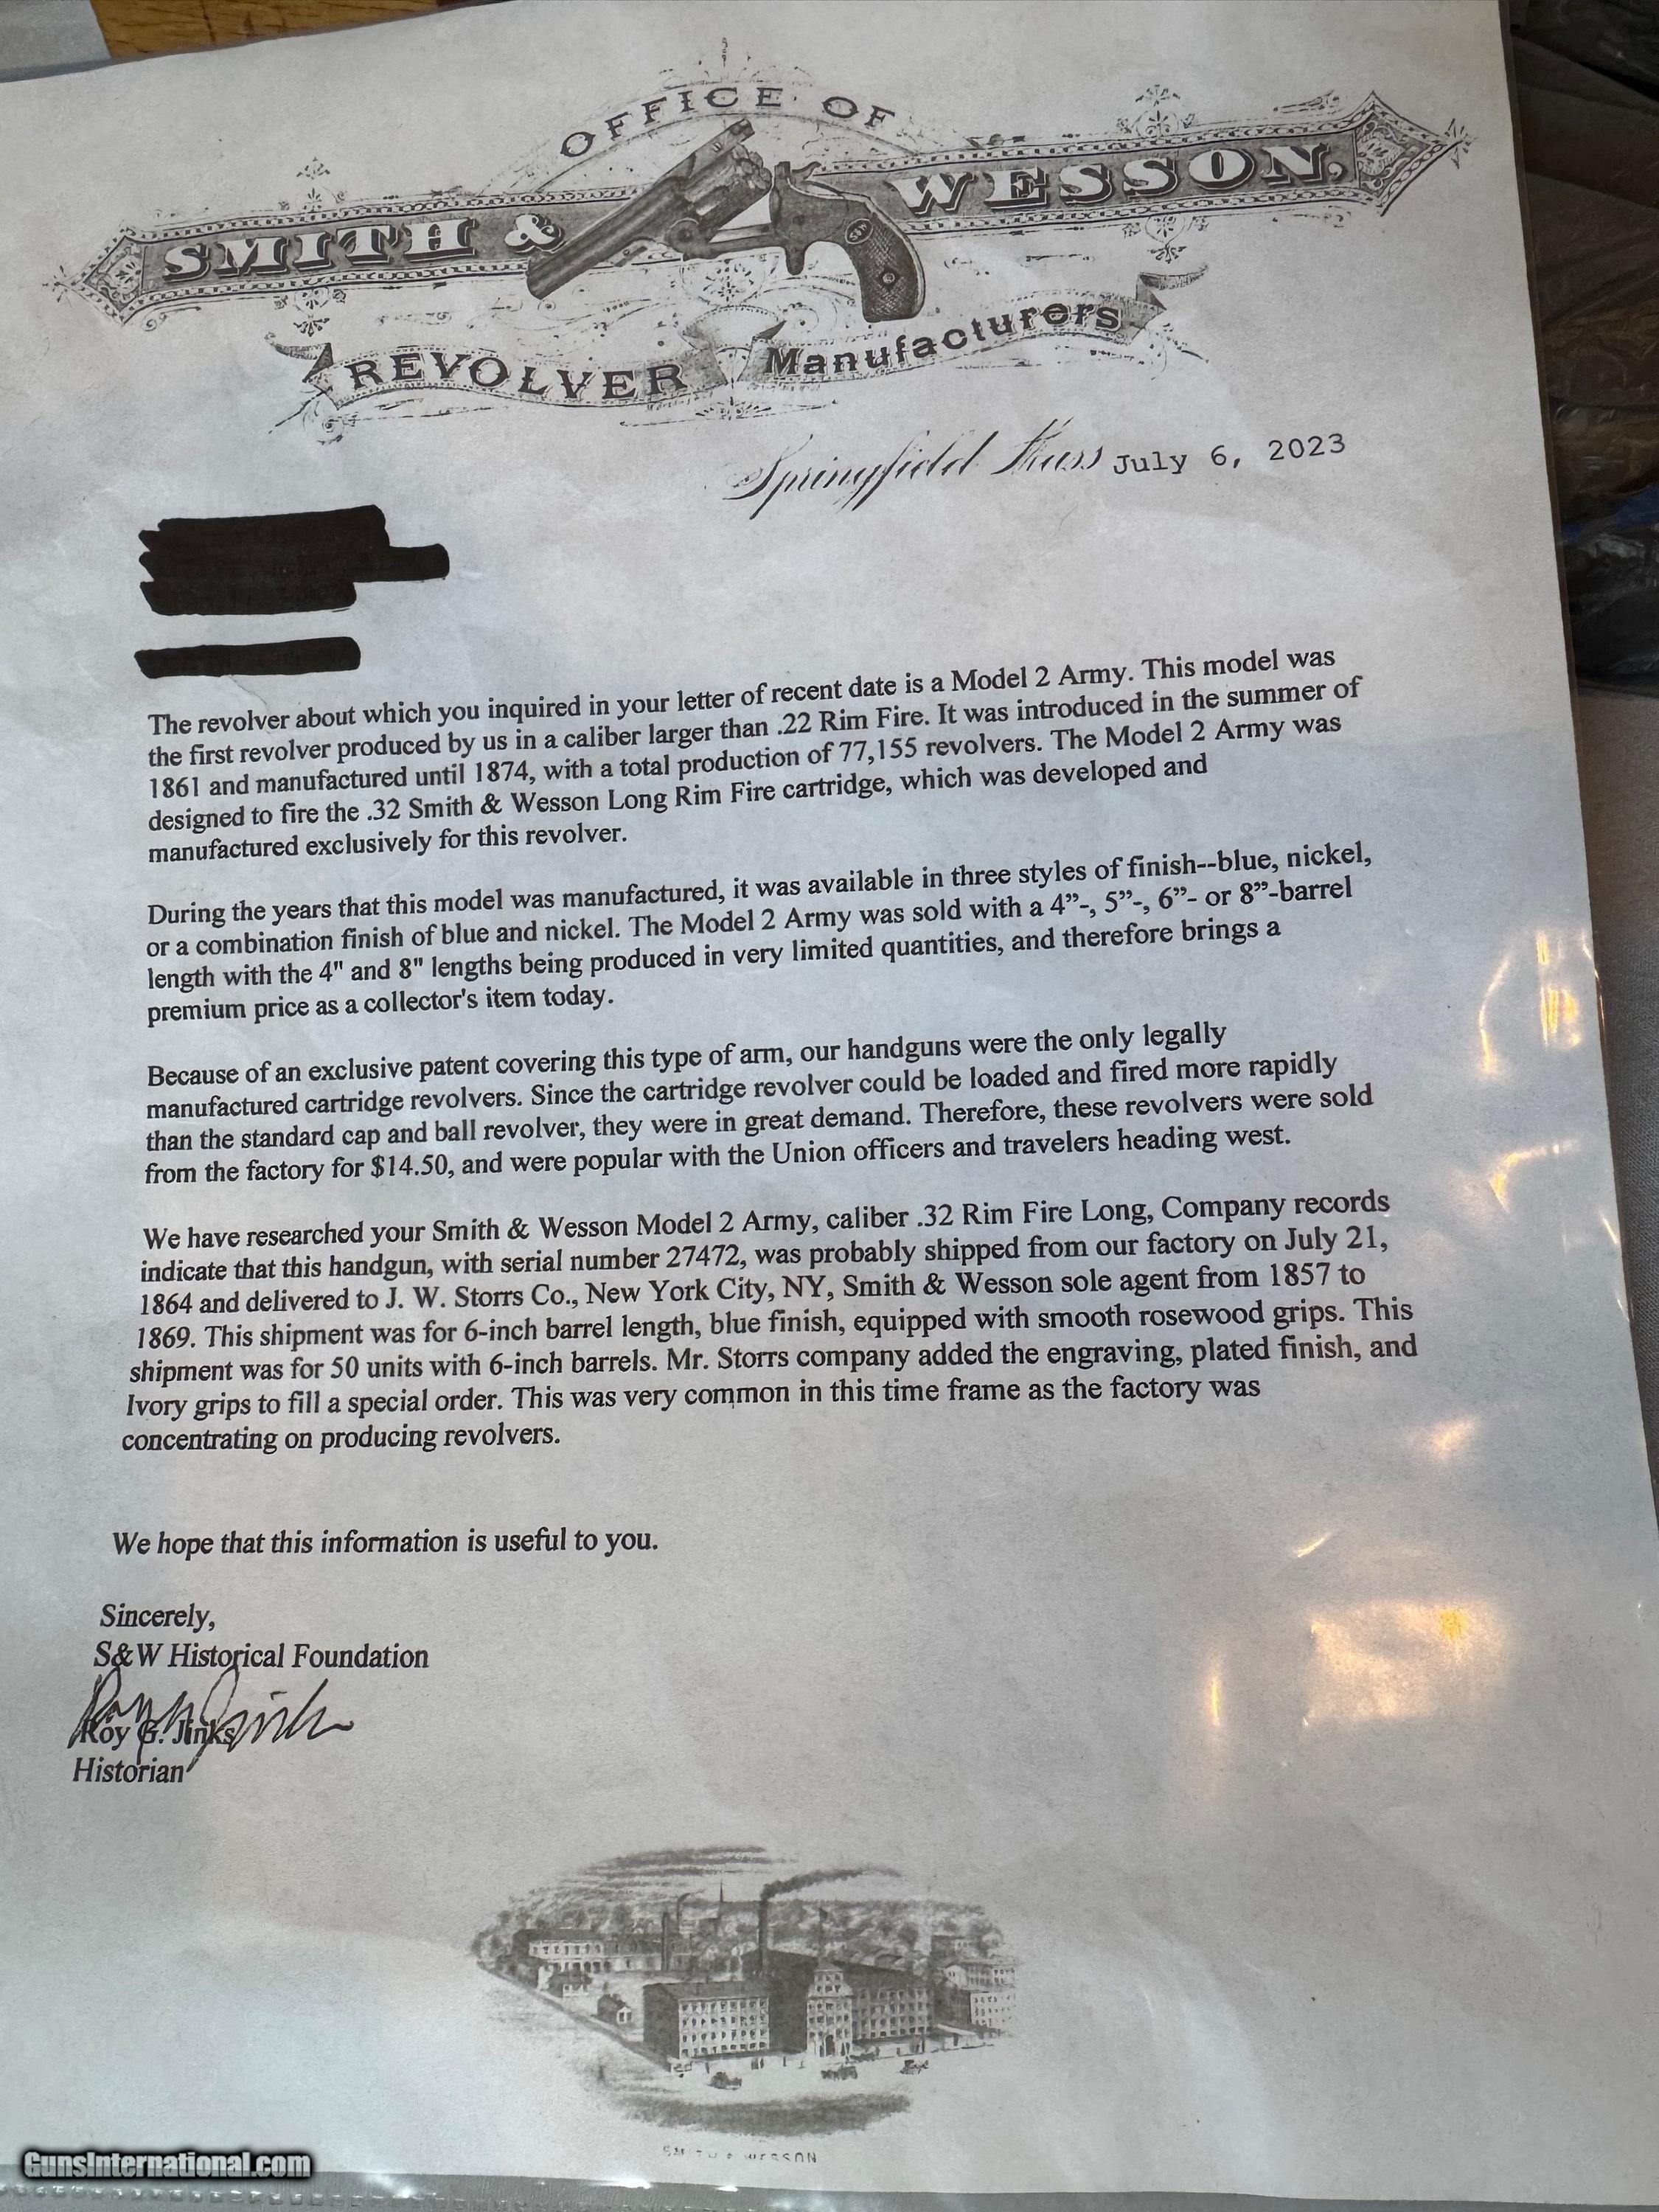 OFFICE OF
SMITH & WESSON.
REVOLVER Manufacturers
Springfield Mass July 6, 2023
The revolver about which you inquired in your letter of recent date is a Model 2 Army. This model was
the first revolver produced by us in a caliber larger than .22 Rim Fire. It was introduced in the summer of
1861 and manufactured until 1874, with a total production of 77,155 revolvers. The Model 2 Army was
designed to fire the .32 Smith & Wesson Long Rim Fire cartridge, which was developed and
manufactured exclusively for this revolver.
During the years that this model was manufactured, it was available in three styles of finish--blue, nickel,
or a combination finish of blue and nickel. The Model 2 Army was sold with a 4”-, 5”-, 6”- or 8”-barrel
length with the 4" and 8" lengths being produced in very limited quantities, and therefore brings a
premium price as a collector's item today.
Because of an exclusive patent covering this type of arm, our handguns were the only legally
manufactured cartridge revolvers. Since the cartridge revolver could be loaded and fired more rapidly
than the standard cap and ball revolver, they were in great demand. Therefore, these revolvers were sold
from the factory for $14.50, and were popular with the Union officers and travelers heading west.
We have researched your Smith & Wesson Model 2 Army, caliber .32 Rim Fire Long, Company records
indicate that this handgun, with serial number 27472, was probably shipped from our factory on July 21,
1864 and delivered to J. W. Storrs Co., New York City, NY, Smith & Wesson sole agent from 1857 to
1869. This shipment was for 6-inch barrel length, blue finish, equipped with smooth rosewood grips. This
shipment was for 50 units with 6-inch barrels. Mr. Storrs company added the engraving, plated finish, and
Ivory grips to fill a special order. This was very common in this time frame as the factory was
concentrating on producing revolvers.
We hope that this information is useful to you.
Sincerely,
S&W Historical Foundation
Roy G. Jinks
Historian
SMITH & WESSON
GunsInternational.com